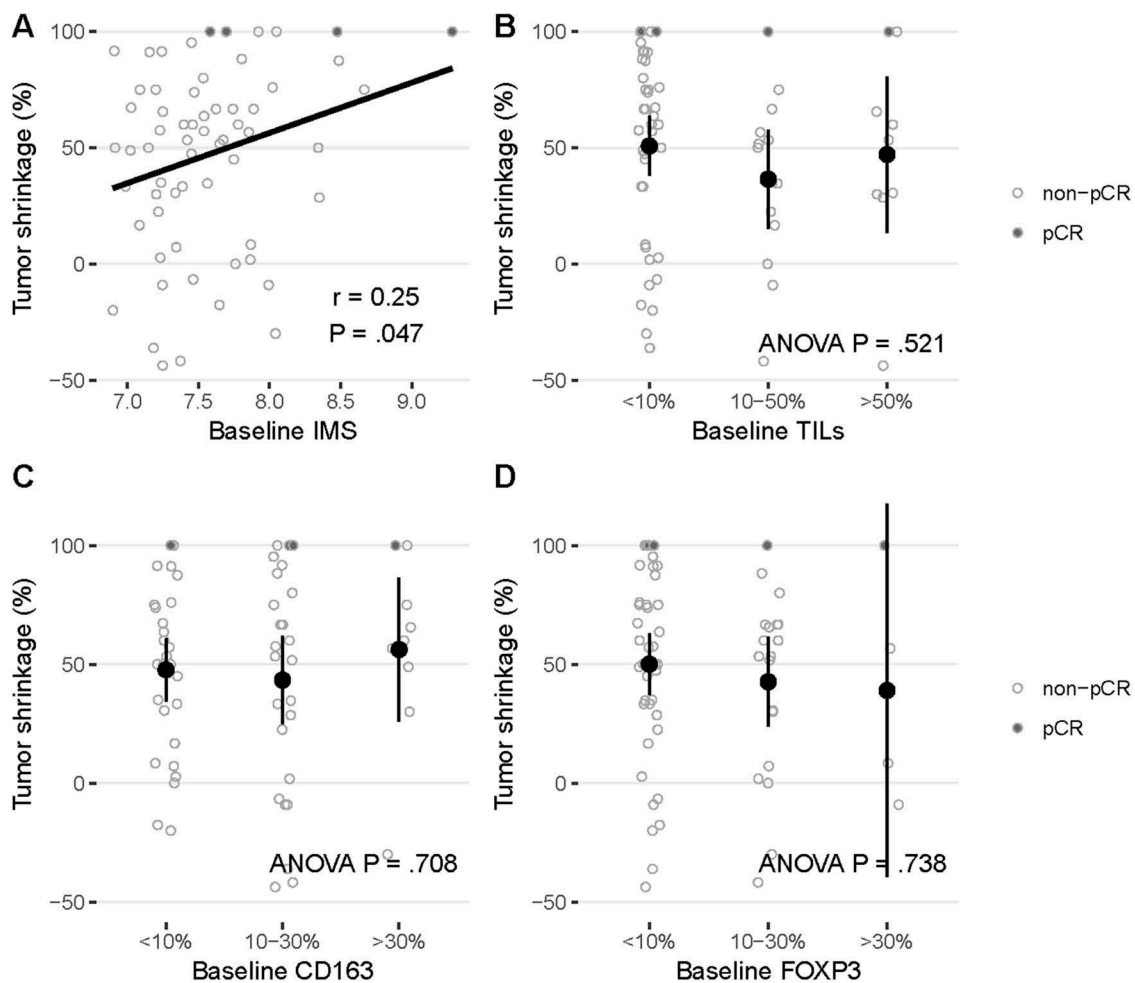 A
Tumor shrinkage (%)
100
50
0
−50
r = 0.25
P = .047
7.0 7.5 8.0 8.5 9.0
Baseline IMS
B
Tumor shrinkage (%)
100
50
0
−50
ANOVA P = .521
<10% 10−50% >50%
Baseline TILs
non−pCR
pCR
C
Tumor shrinkage (%)
100
50
0
−50
ANOVA P = .708
<10% 10−30% >30%
Baseline CD163
D
Tumor shrinkage (%)
100
50
0
−50
ANOVA P = .738
<10% 10−30% >30%
Baseline FOXP3
non−pCR
pCR